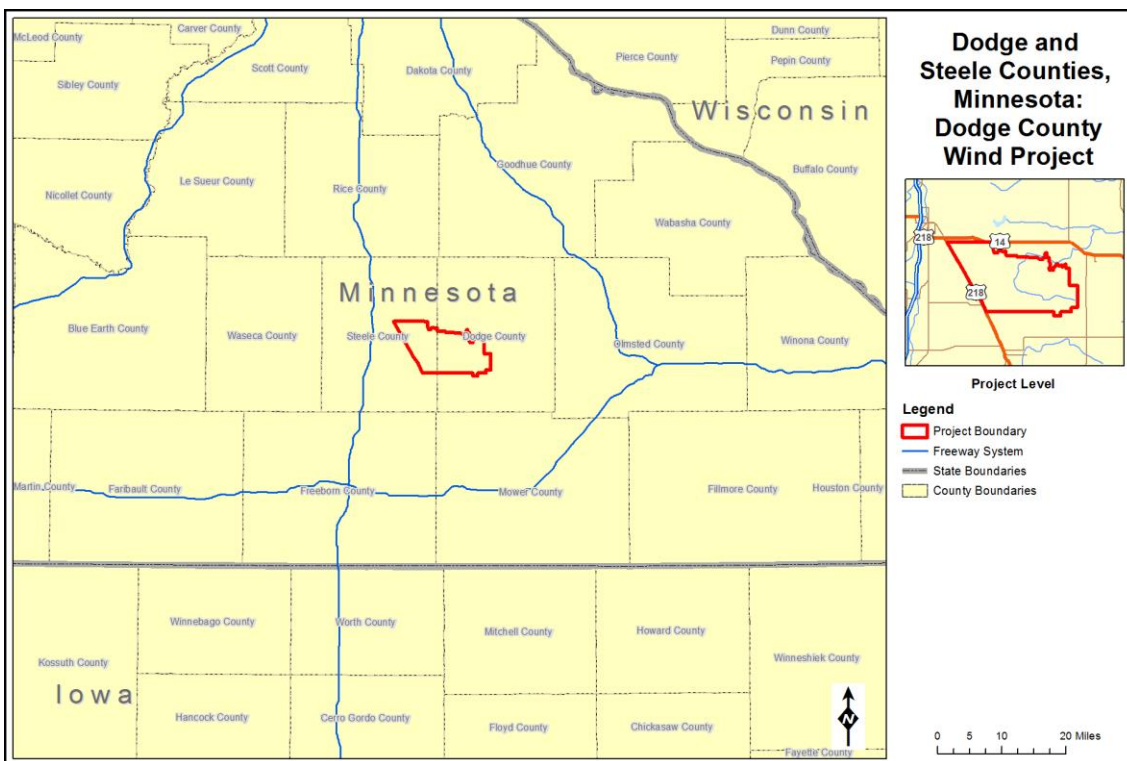 McLeod County
Carver County
Scott County
Dakota County
Pierce County
Dunn County
Pepin County
Sibley County
Wisconsin
Nicollet County
Le Sueur County
Rice County
Goodhue County
Buffalo County
Wabasha County
Minnesota
Blue Earth County
Waseca County
Steele County
Dodge County
Olmsted County
Winona County
Martin County
Faribault County
Freeborn County
Mower County
Fillmore County
Houston County
Winnebago County
Worth County
Mitchell County
Howard County
Kossuth County
Winneshiek County
Iowa
Hancock County
Cerro Gordo County
Floyd County
Chickasaw County
Fayette County
N
Dodge and
Steele Counties,
Minnesota:
Dodge County
Wind Project
218
14
218
Project Level
Legend
Project Boundary
Freeway System
State Boundaries
County Boundaries
0 5 10 20 Miles